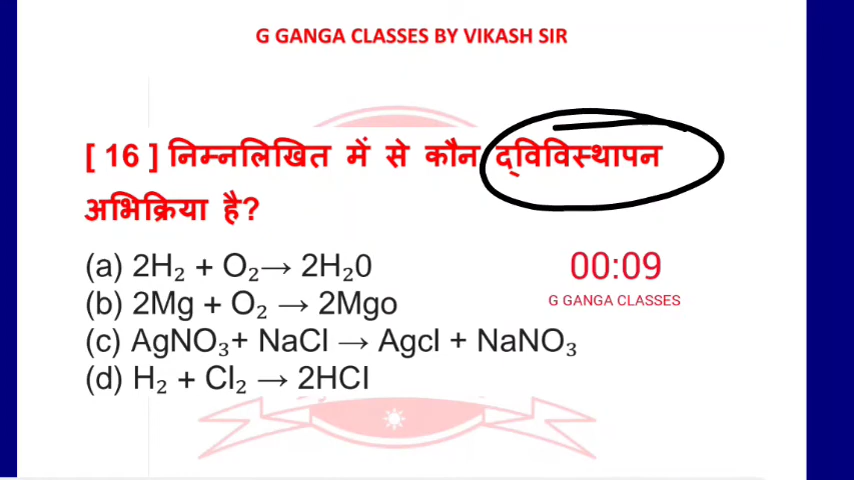 G GANGA CLASSES BY VIKASH SIR
[ 16 ] निम्नलिखित में से कौन द्विविस्थापन
अभिक्रिया है?
(a) 2H₂ + O₂→ 2H₂0
(b) 2Mg + O₂ → 2Mgo
(c) AgNO₃+ NaCl → Agcl + NaNO₃
(d) H₂ + Cl₂ → 2HCl
00:09
G GANGA CLASSES